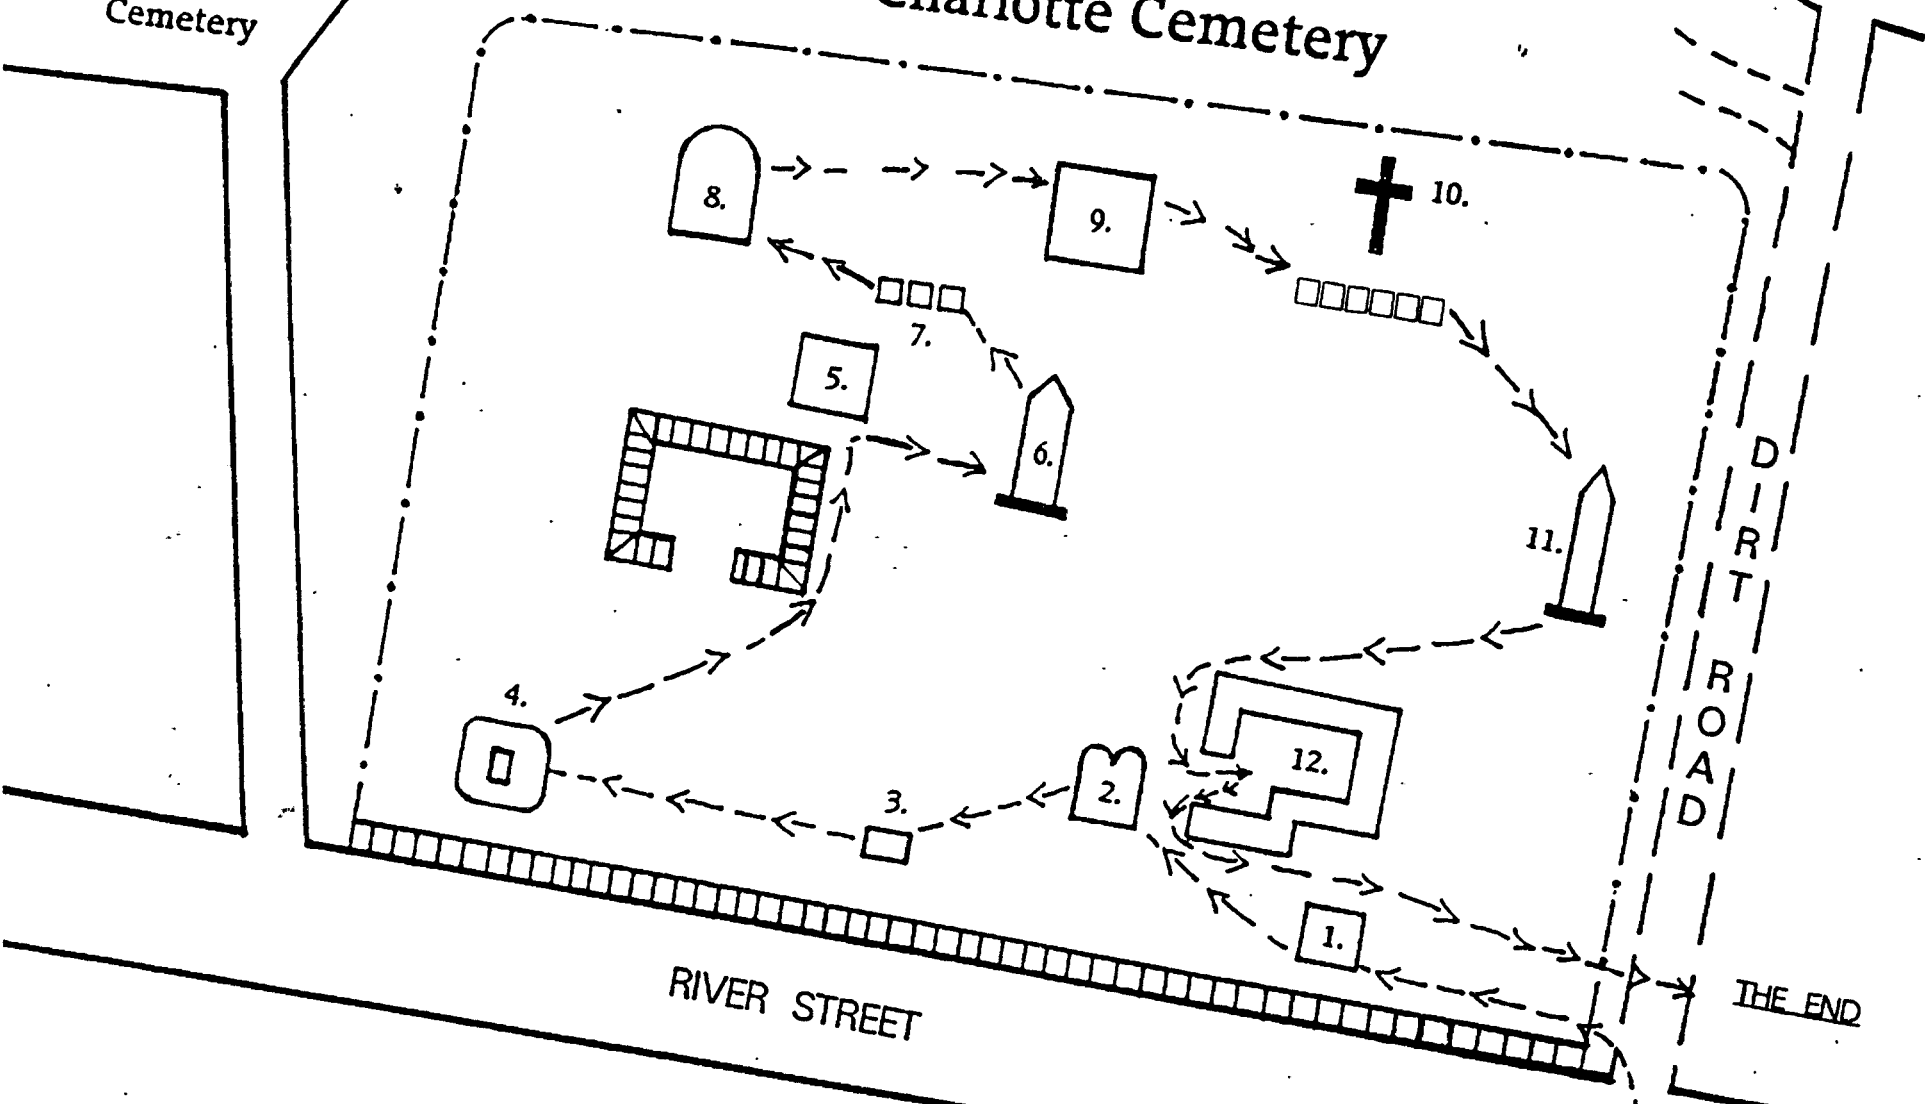 Cemetery
Charlotte Cemetery
8.
9.
10.
7.
5.
6.
11.
4.
3.
2.
12.
1.
DIRT ROAD
RIVER STREET
THE END